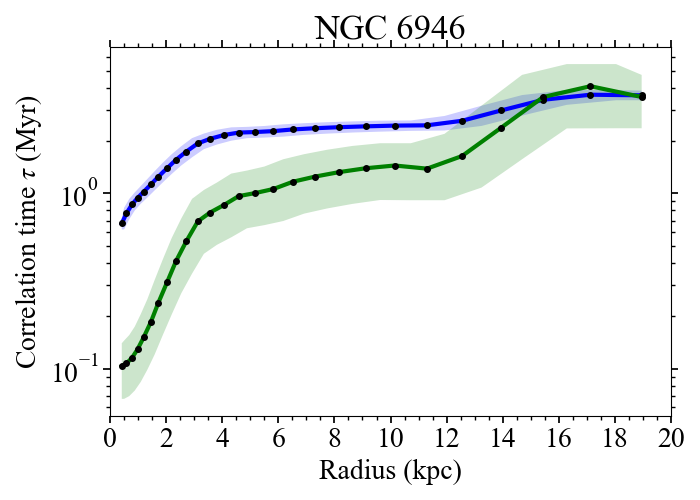 NGC 6946
Correlation time τ (Myr)
10⁰
10⁻¹
0 2 4 6 8 10 12 14 16 18 20
Radius (kpc)